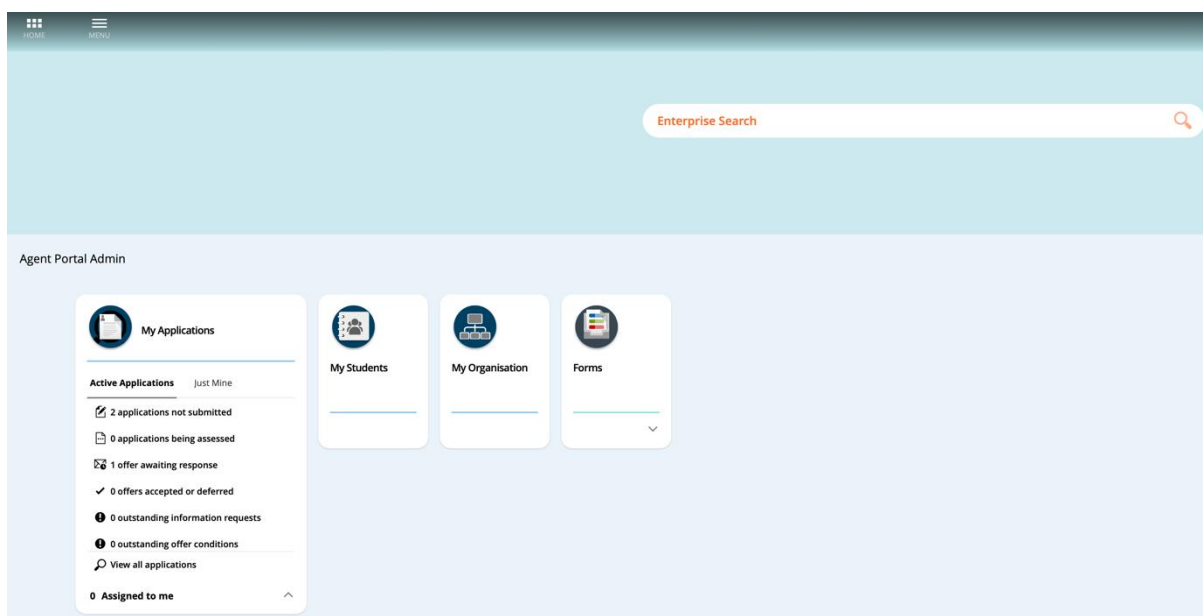 HOME
MENU
Enterprise Search
Agent Portal Admin
My Applications
Active Applications
Just Mine
2 applications not submitted
0 applications being assessed
1 offer awaiting response
0 offers accepted or deferred
0 outstanding information requests
0 outstanding offer conditions
View all applications
0 Assigned to me
My Students
My Organisation
Forms